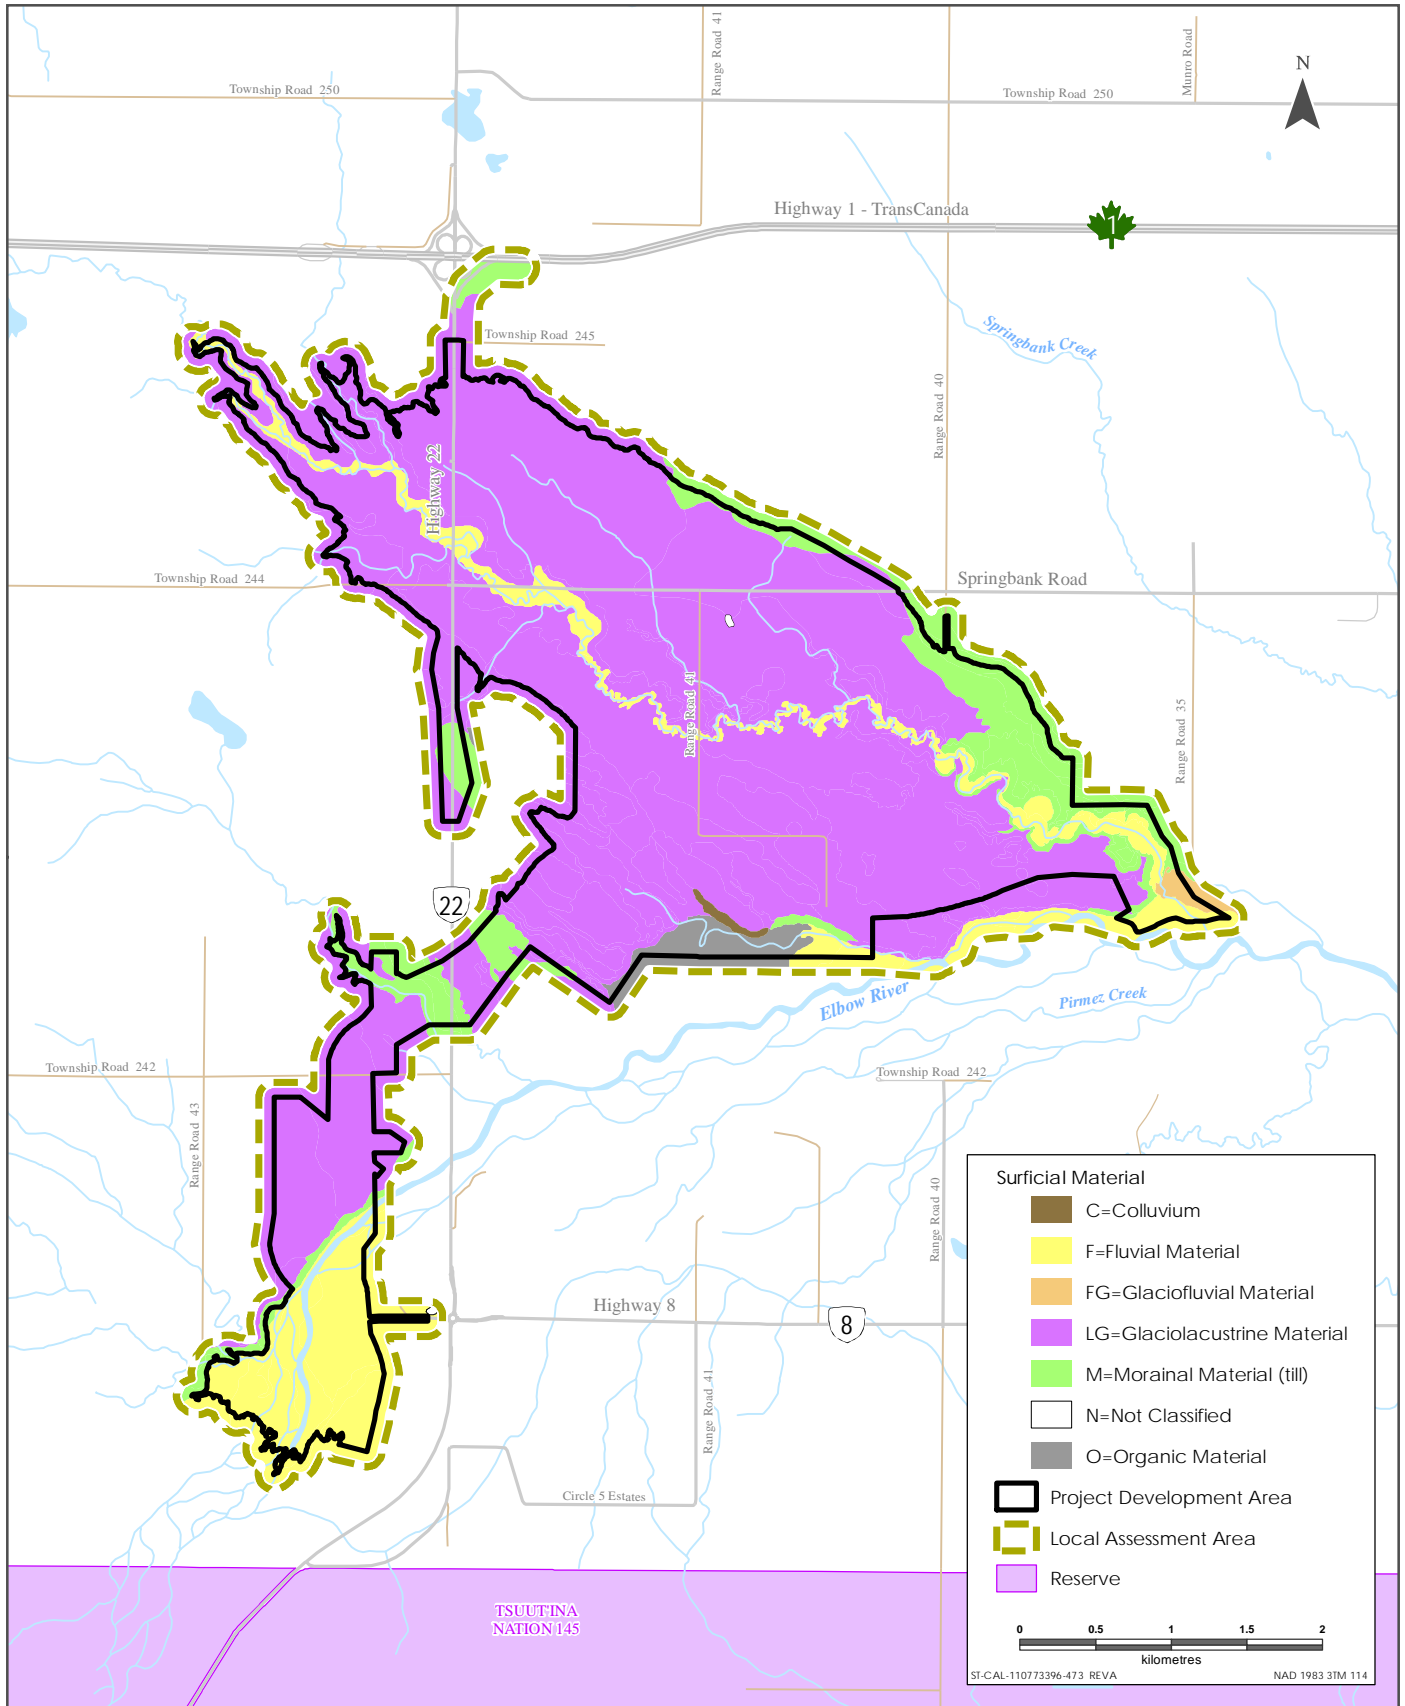 Range Road 41
Munro Road
N
Township Road 250
Township Road 250
Highway 1 - TransCanada
1
Springbank Creek
Township Road 245
Range Road 40
Highway 22
Township Road 244
Springbank Road
Range Road 41
Range Road 35
22
Elbow River
Pirmez Creek
Township Road 242
Township Road 242
Range Road 43
Range Road 40
Highway 8
8
Range Road 41
Circle 5 Estates
TSUUT'INA
NATION 145
Surficial Material
C=Colluvium
F=Fluvial Material
FG=Glaciofluvial Material
LG=Glaciolacustrine Material
M=Morainal Material (till)
N=Not Classified
O=Organic Material
Project Development Area
Local Assessment Area
Reserve
0 0.5 1 1.5 2
kilometres
ST-CAL-110773396-473 REVA NAD 1983 3TM 114